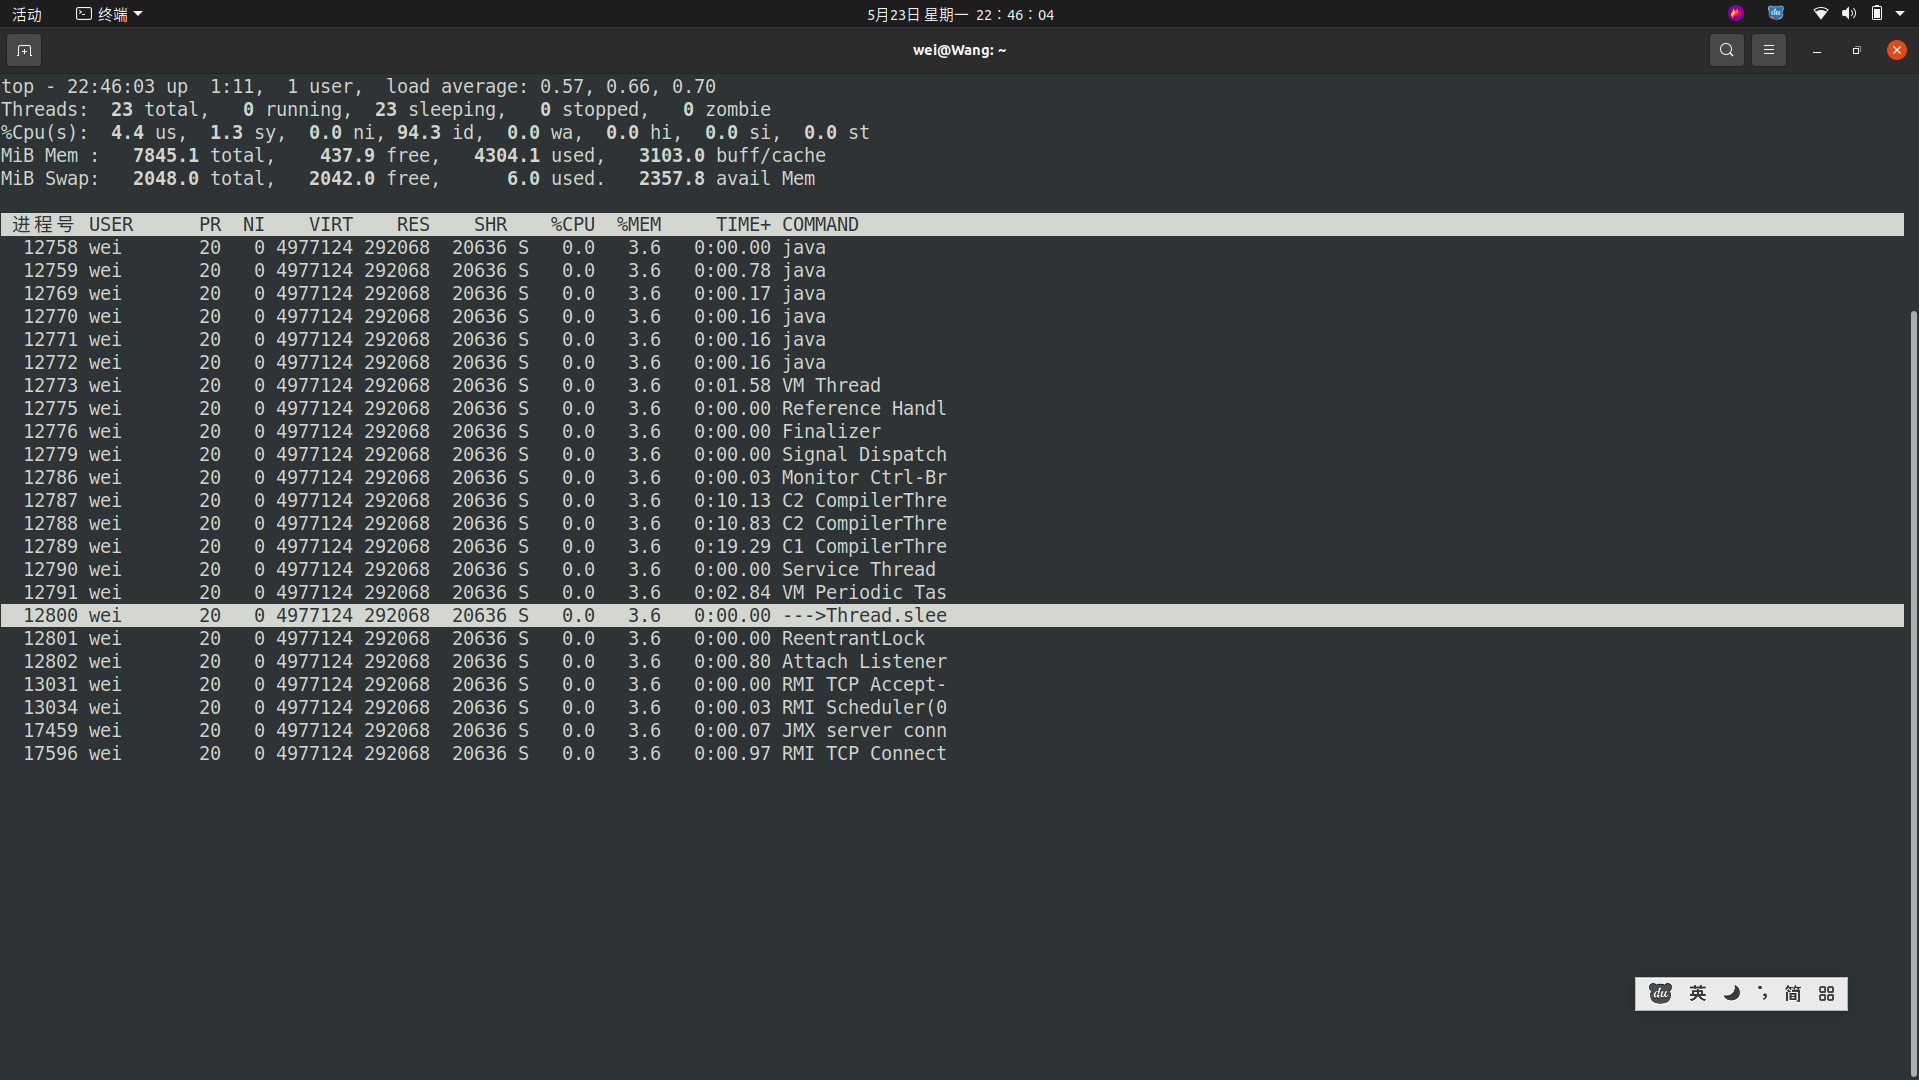 活动 终端 5月23日 星期一 22：46：04
wei@Wang: ~
top - 22:46:03 up  1:11,  1 user,  load average: 0.57, 0.66, 0.70
Threads:  23 total,   0 running,  23 sleeping,   0 stopped,   0 zombie
%Cpu(s):  4.4 us,  1.3 sy,  0.0 ni, 94.3 id,  0.0 wa,  0.0 hi,  0.0 si,  0.0 st
MiB Mem :   7845.1 total,    437.9 free,   4304.1 used,   3103.0 buff/cache
MiB Swap:   2048.0 total,   2042.0 free,      6.0 used.   2357.8 avail Mem
进程号 USER      PR  NI    VIRT    RES    SHR    %CPU  %MEM     TIME+ COMMAND
12758 wei       20   0 4977124 292068  20636 S   0.0   3.6   0:00.00 java
12759 wei       20   0 4977124 292068  20636 S   0.0   3.6   0:00.78 java
12769 wei       20   0 4977124 292068  20636 S   0.0   3.6   0:00.17 java
12770 wei       20   0 4977124 292068  20636 S   0.0   3.6   0:00.16 java
12771 wei       20   0 4977124 292068  20636 S   0.0   3.6   0:00.16 java
12772 wei       20   0 4977124 292068  20636 S   0.0   3.6   0:00.16 java
12773 wei       20   0 4977124 292068  20636 S   0.0   3.6   0:01.58 VM Thread
12775 wei       20   0 4977124 292068  20636 S   0.0   3.6   0:00.00 Reference Handl
12776 wei       20   0 4977124 292068  20636 S   0.0   3.6   0:00.00 Finalizer
12779 wei       20   0 4977124 292068  20636 S   0.0   3.6   0:00.00 Signal Dispatch
12786 wei       20   0 4977124 292068  20636 S   0.0   3.6   0:00.03 Monitor Ctrl-Br
12787 wei       20   0 4977124 292068  20636 S   0.0   3.6   0:10.13 C2 CompilerThre
12788 wei       20   0 4977124 292068  20636 S   0.0   3.6   0:10.83 C2 CompilerThre
12789 wei       20   0 4977124 292068  20636 S   0.0   3.6   0:19.29 C1 CompilerThre
12790 wei       20   0 4977124 292068  20636 S   0.0   3.6   0:00.00 Service Thread
12791 wei       20   0 4977124 292068  20636 S   0.0   3.6   0:02.84 VM Periodic Tas
12800 wei       20   0 4977124 292068  20636 S   0.0   3.6   0:00.00 --->Thread.slee
12801 wei       20   0 4977124 292068  20636 S   0.0   3.6   0:00.00 ReentrantLock
12802 wei       20   0 4977124 292068  20636 S   0.0   3.6   0:00.80 Attach Listener
13031 wei       20   0 4977124 292068  20636 S   0.0   3.6   0:00.00 RMI TCP Accept-
13034 wei       20   0 4977124 292068  20636 S   0.0   3.6   0:00.03 RMI Scheduler(0
17459 wei       20   0 4977124 292068  20636 S   0.0   3.6   0:00.07 JMX server conn
17596 wei       20   0 4977124 292068  20636 S   0.0   3.6   0:00.97 RMI TCP Connect
du 英 简